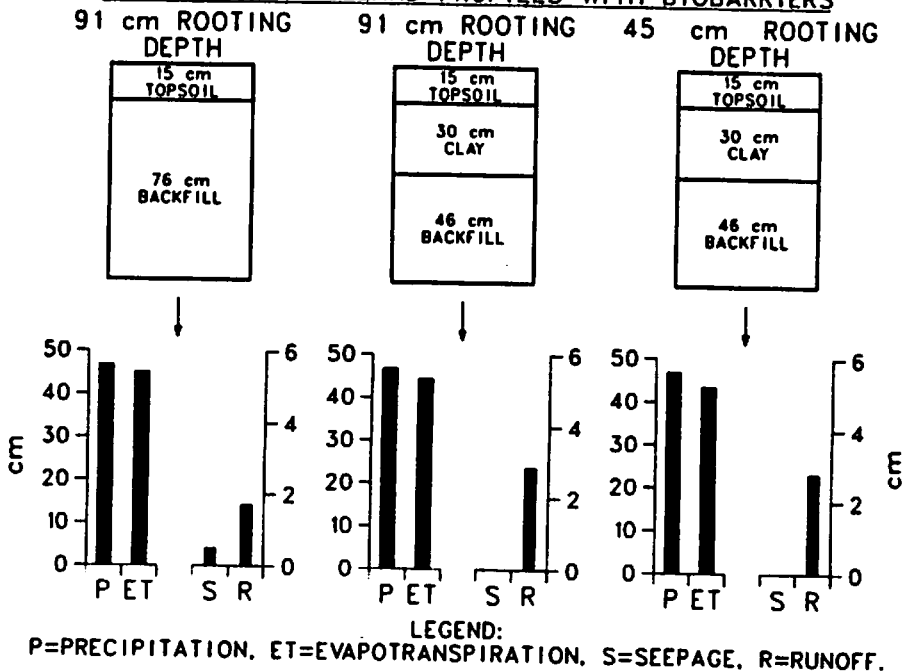 PROFILES WITH BIOBARRIERS
91 cm ROOTING DEPTH
15 cm TOPSOIL
76 cm BACKFILL
91 cm ROOTING DEPTH
15 cm TOPSOIL
30 cm CLAY
46 cm BACKFILL
45 cm ROOTING DEPTH
15 cm TOPSOIL
30 cm CLAY
46 cm BACKFILL
cm
50
40
30
20
10
0
6
4
2
0
P ET S R
50
40
30
20
10
0
6
4
2
0
P ET S R
50
40
30
20
10
0
6
4
2
0
cm
P ET S R
LEGEND:
P=PRECIPITATION, ET=EVAPOTRANSPIRATION, S=SEEPAGE, R=RUNOFF.